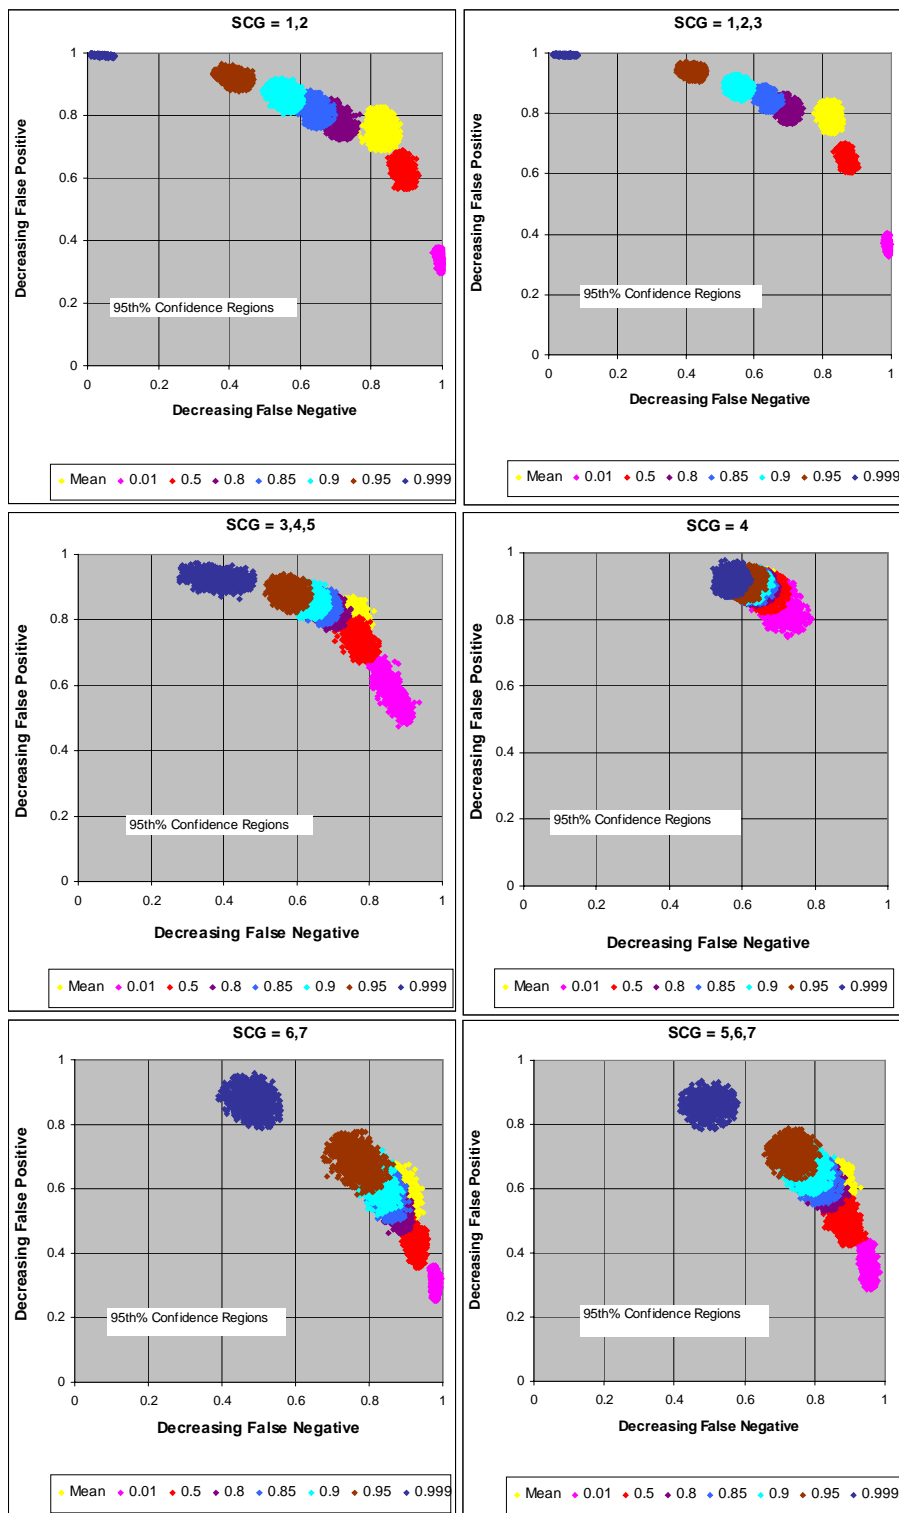 SCG = 1,2
1
0.8
0.6
0.4
0.2
0
0 0.2 0.4 0.6 0.8 1
Decreasing False Positive
95th% Confidence Regions
Decreasing False Negative
Mean 0.01 0.5 0.8 0.85 0.9 0.95 0.999
SCG = 1,2,3
1
0.8
0.6
0.4
0.2
0
0 0.2 0.4 0.6 0.8 1
Decreasing False Positive
95th% Confidence Regions
Decreasing False Negative
Mean 0.01 0.5 0.8 0.85 0.9 0.95 0.999
SCG = 3,4,5
1
0.8
0.6
0.4
0.2
0
0 0.2 0.4 0.6 0.8 1
Decreasing False Positive
95th% Confidence Regions
Decreasing False Negative
Mean 0.01 0.5 0.8 0.85 0.9 0.95 0.999
SCG = 4
1
0.8
0.6
0.4
0.2
0
0 0.2 0.4 0.6 0.8 1
Decreasing False Positive
95th% Confidence Regions
Decreasing False Negative
Mean 0.01 0.5 0.8 0.85 0.9 0.95 0.999
SCG = 6,7
1
0.8
0.6
0.4
0.2
0
0 0.2 0.4 0.6 0.8 1
Decreasing False Positive
95th% Confidence Regions
Decreasing False Negative
Mean 0.01 0.5 0.8 0.85 0.9 0.95 0.999
SCG = 5,6,7
1
0.8
0.6
0.4
0.2
0
0 0.2 0.4 0.6 0.8 1
Decreasing False Positive
95th% Confidence Regions
Decreasing False Negative
Mean 0.01 0.5 0.8 0.85 0.9 0.95 0.999